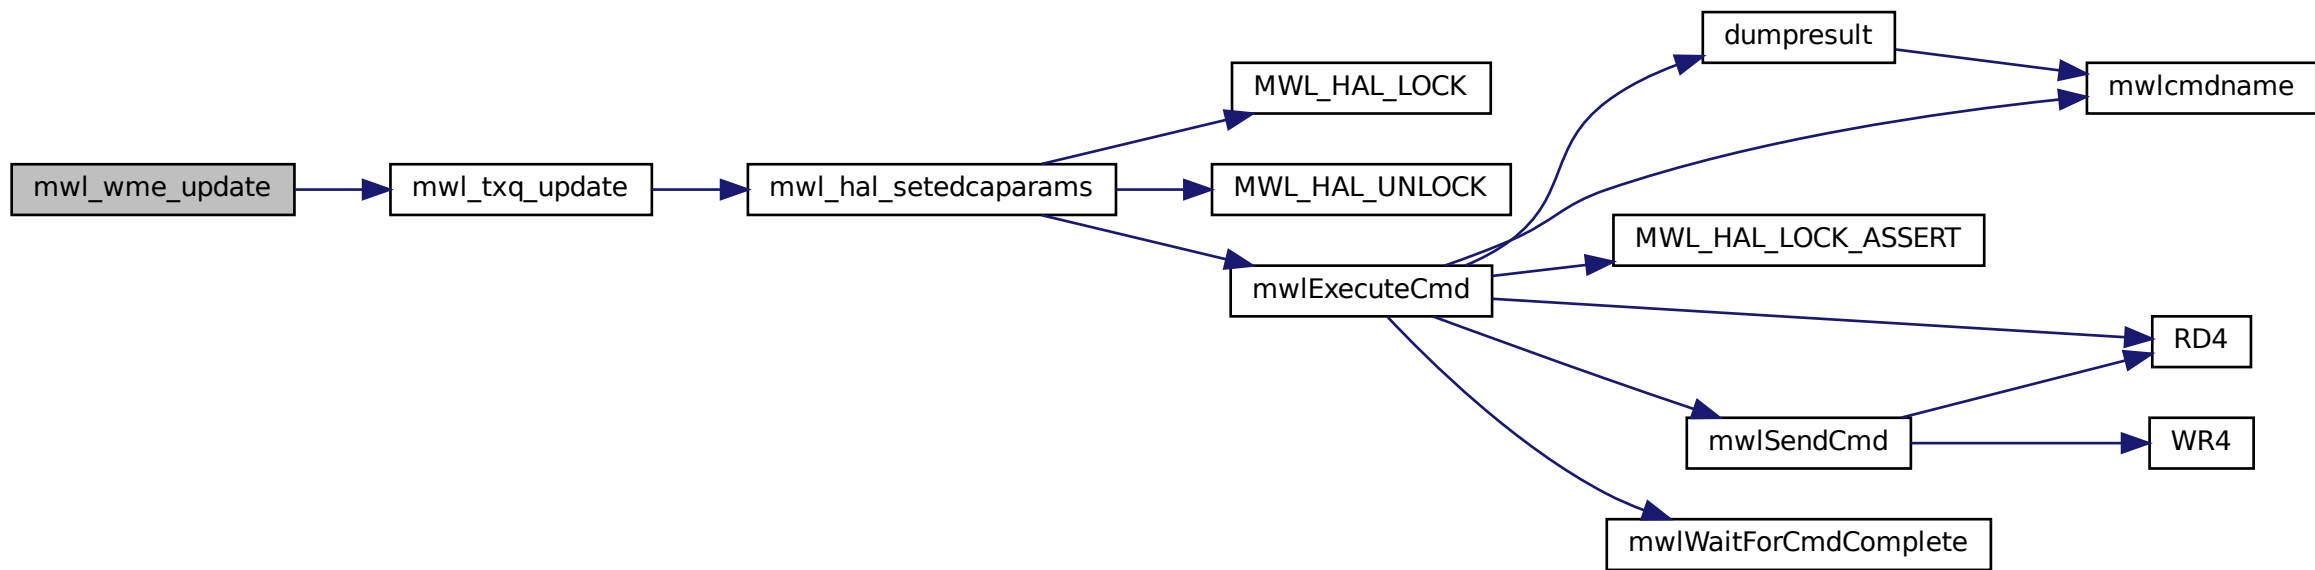 mwl_wme_update
mwl_txq_update
mwl_hal_setedcaparams
MWL_HAL_LOCK
MWL_HAL_UNLOCK
mwlExecuteCmd
dumpresult
mwlcmdname
MWL_HAL_LOCK_ASSERT
RD4
mwlSendCmd
WR4
mwlWaitForCmdComplete